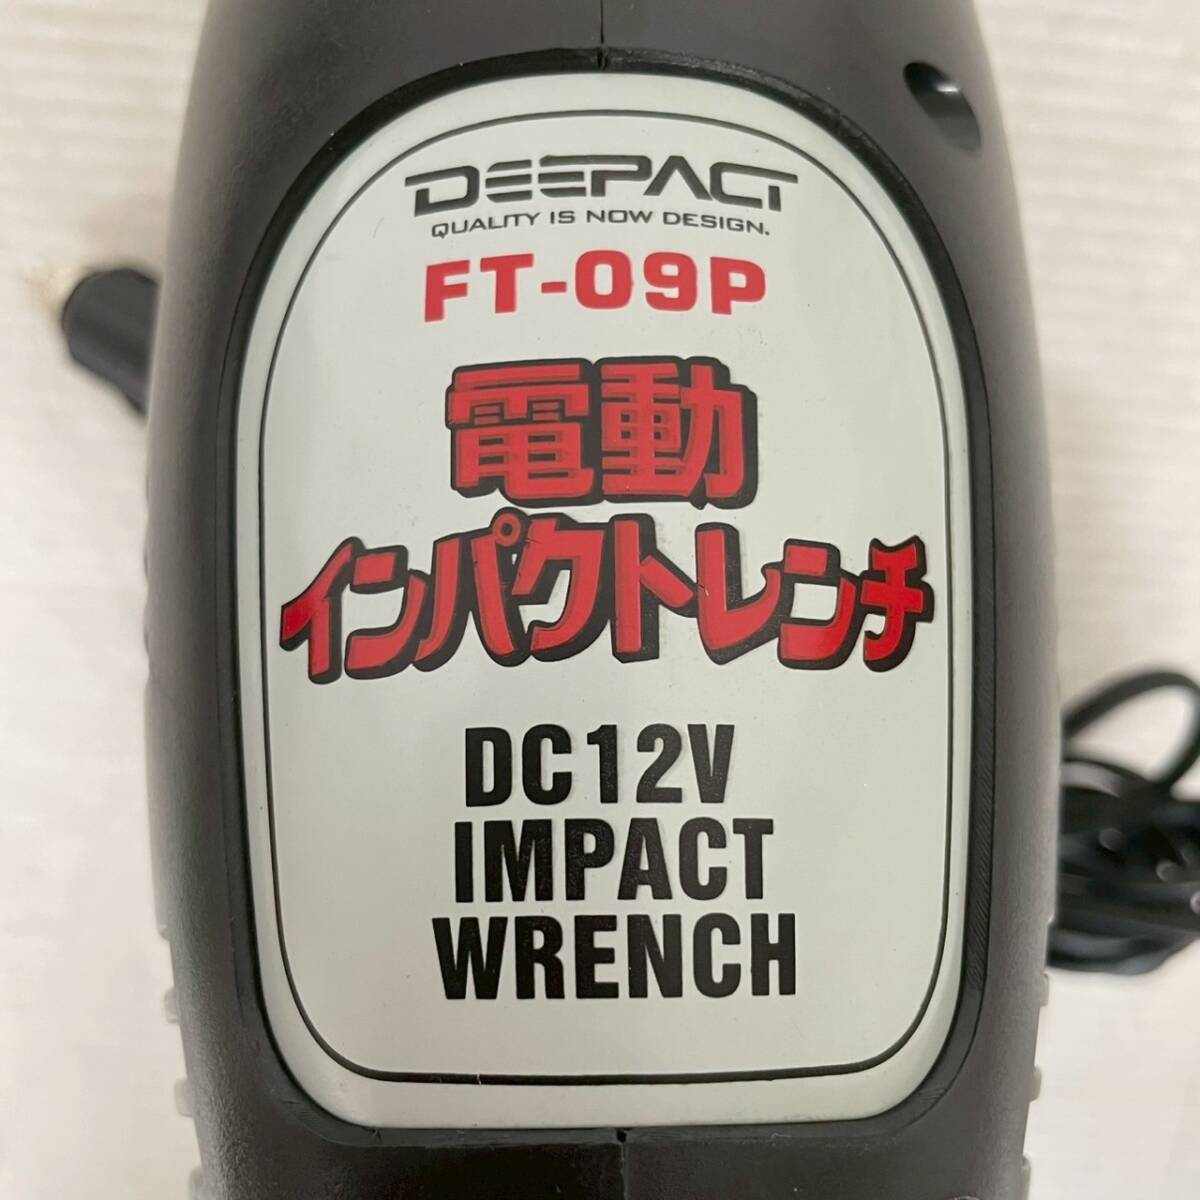 DEEPACT
QUALITY IS NOW DESIGN.
FT-09P
電動
インパクトレンチ
DC12V
IMPACT
WRENCH